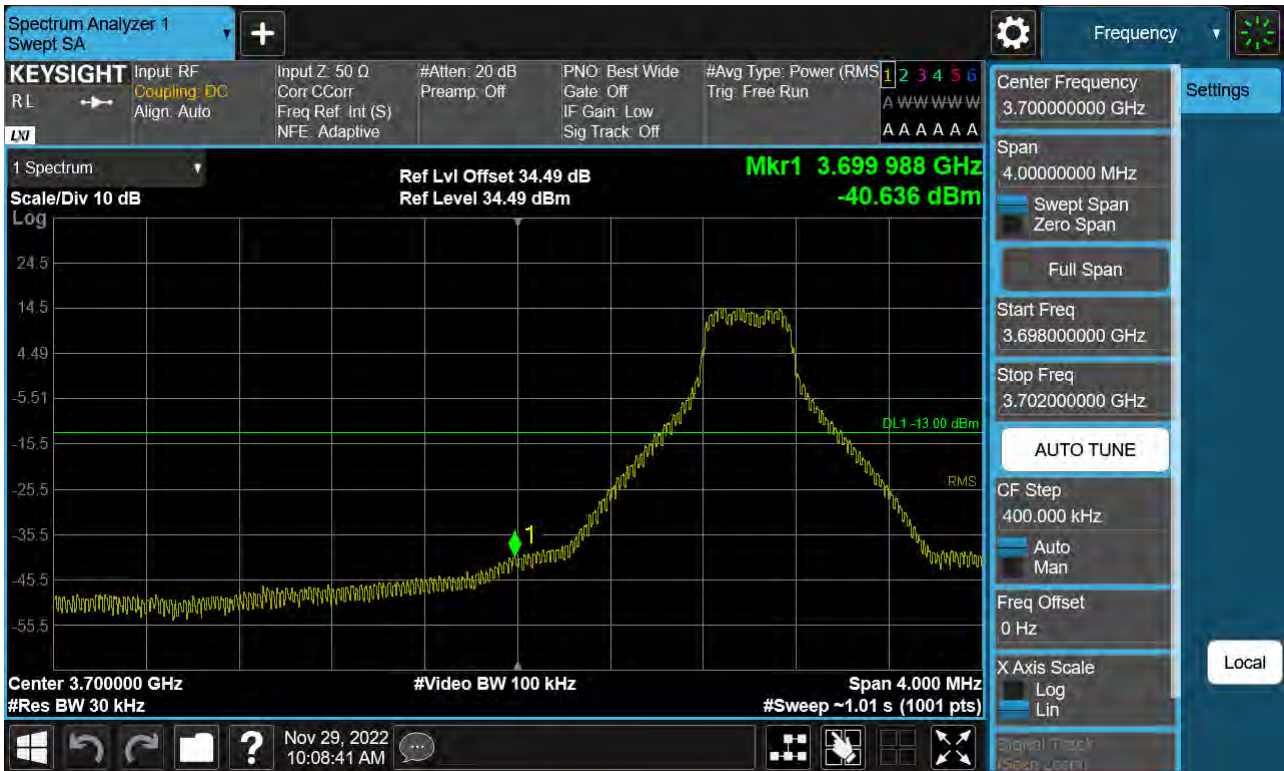 Spectrum Analyzer 1
Swept SA
Frequency
KEYSIGHT
RL
LXI
Input: RF
Coupling: DC
Align: Auto
Input Z: 50 Ω
Corr CCorr
Freq Ref: Int (S)
NFE: Adaptive
#Atten: 20 dB
Preamp: Off
PNO: Best Wide
Gate: Off
IF Gain: Low
Sig Track: Off
#Avg Type: Power (RMS
Trig: Free Run
1 2 3 4 5 6
A W W W W W
A A A A A A
1 Spectrum
Scale/Div 10 dB
Log
Ref Lvl Offset 34.49 dB
Ref Level 34.49 dBm
Mkr1 3.699 988 GHz
-40.636 dBm
24.5
14.5
4.49
-5.51
-15.5
-25.5
-35.5
-45.5
-55.5
DL1 -13.00 dBm
RMS
1
Center 3.700000 GHz
#Res BW 30 kHz
#Video BW 100 kHz
Span 4.000 MHz
#Sweep ~1.01 s (1001 pts)
Center Frequency
3.700000000 GHz
Settings
Span
4.00000000 MHz
Swept Span
Zero Span
Full Span
Start Freq
3.698000000 GHz
Stop Freq
3.702000000 GHz
AUTO TUNE
CF Step
400.000 kHz
Auto
Man
Freq Offset
0 Hz
X Axis Scale
Log
Lin
Local
Signal Track
(Span Zoom)
?
Nov 29, 2022
10:08:41 AM